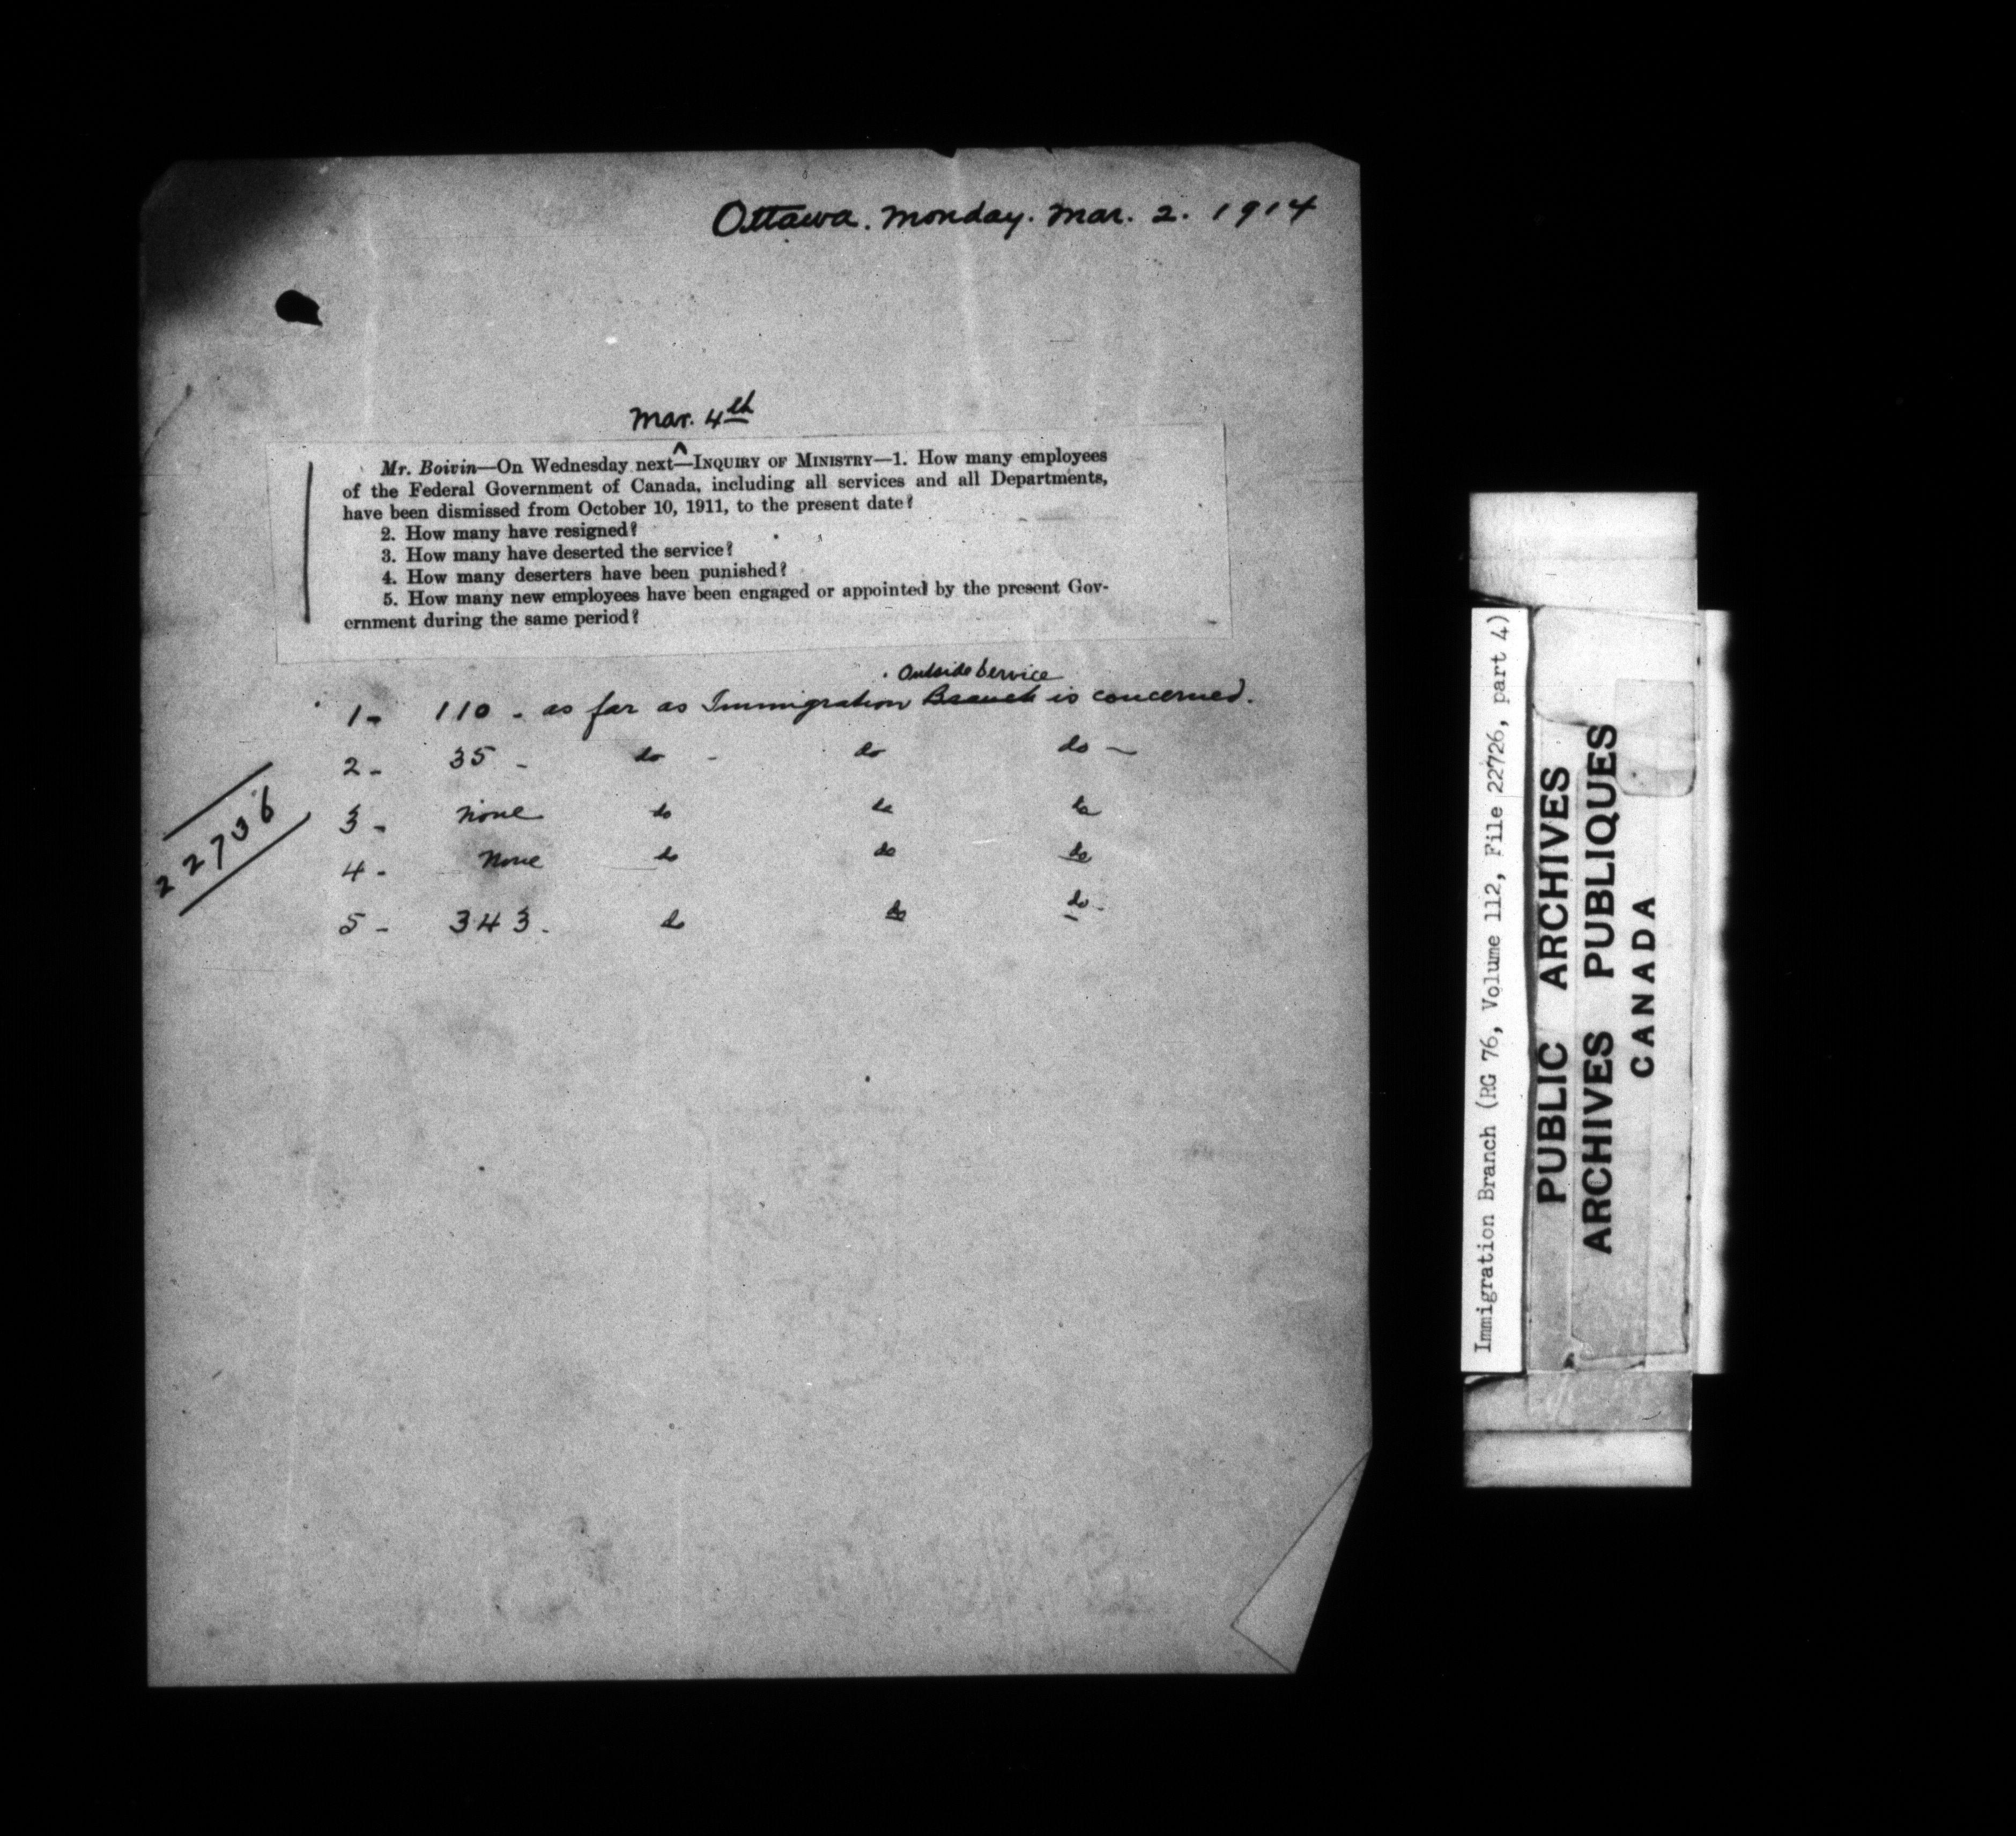 Ottawa. Monday. Mar. 2. 1914
Mar. 4th
^
Mr. Boivin—On Wednesday next—INQUIRY OF MINISTRY—1. How many employees
of the Federal Government of Canada, including all services and all Departments,
have been dismissed from October 10, 1911, to the present date?
2. How many have resigned?
3. How many have deserted the service?
4. How many deserters have been punished?
5. How many new employees have been engaged or appointed by the present Gov-
ernment during the same period?
Outside Service
1- 110 - as far as Immigration Branch is concerned.
2- 35 - do - do do -
3- None do do do
4- None do do do
5- 343. do do do.
22736
Immigration Branch (RG 76, Volume 112, File 22726, part 4)
PUBLIC ARCHIVES
ARCHIVES PUBLIQUES
CANADA